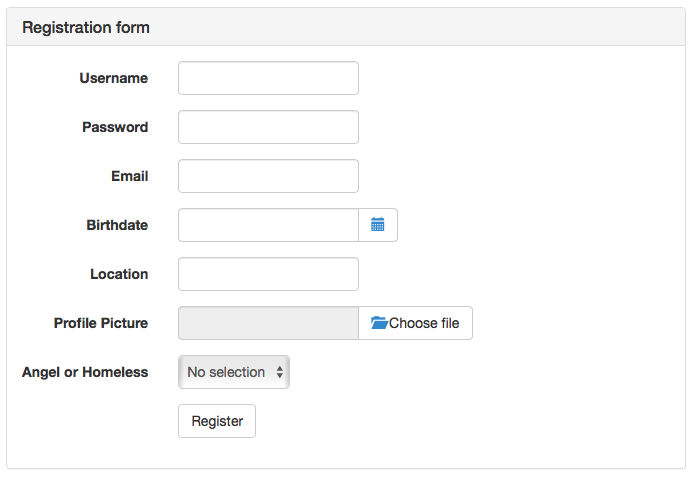 Registration form
Username
Password
Email
Birthdate
Location
Profile Picture
Choose file
Angel or Homeless
No selection
Register